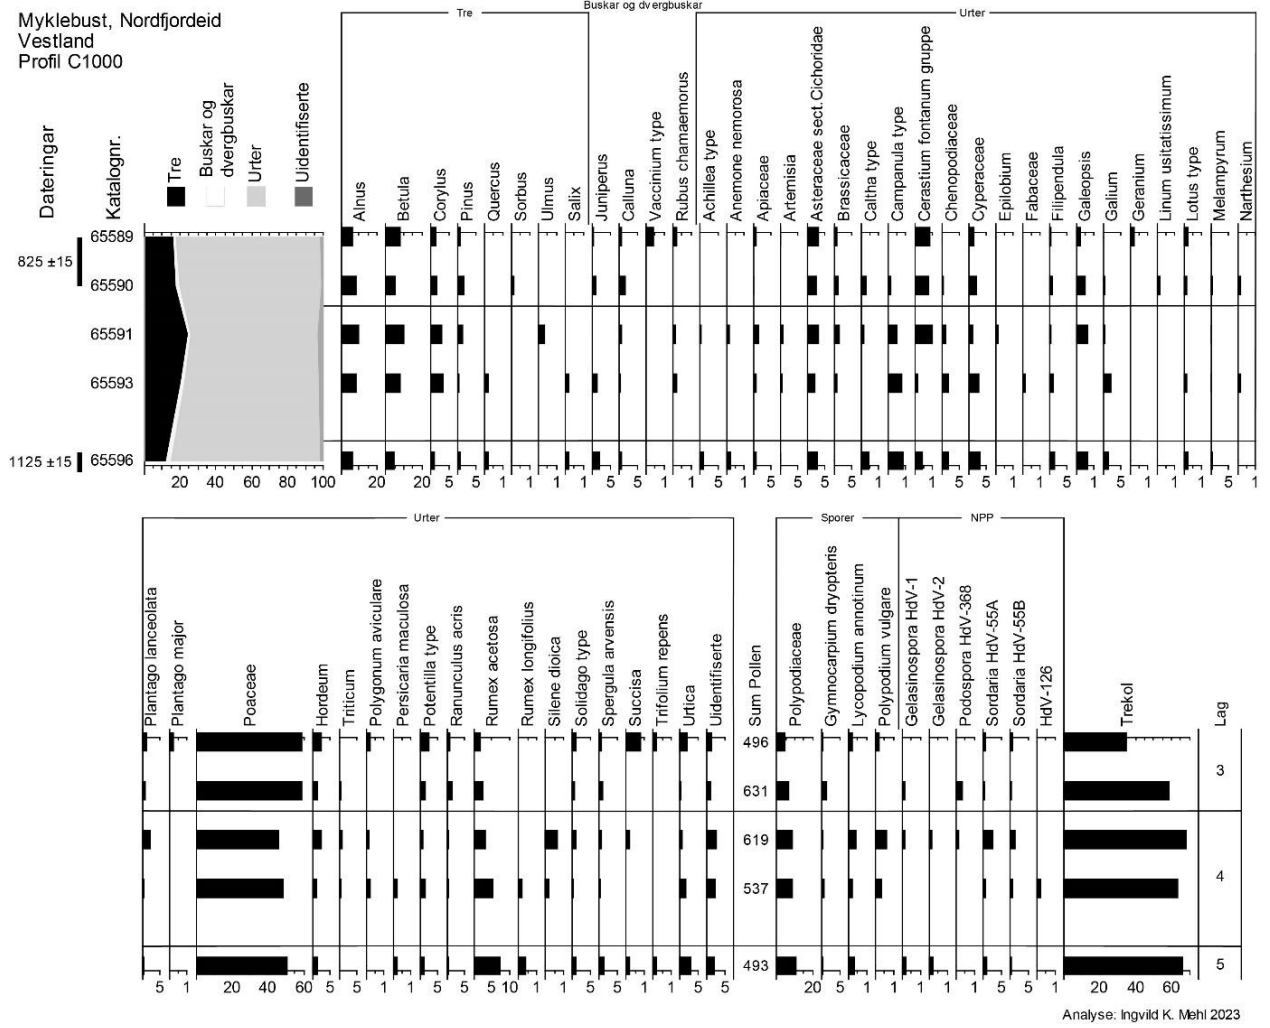 Myklebust, Nordfjordeid
Vestland
Profil C1000
Tre
Buskar og dvergbuskar
Urter
Dateringar
Katalognr.
Tre
Buskar og
dvergbuskar
Urter
Uidentifiserte
Alnus
Betula
Corylus
Pinus
Quercus
Sorbus
Ulmus
Salix
Juniperus
Calluna
Vaccinium type
Rubus chamaemorus
Achillea type
Anemone nemorosa
Apiaceae
Artemisia
Asteraceae sect. Cichoridae
Brassicaceae
Caltha type
Campanula type
Cerastium fontanum gruppe
Chenopodiaceae
Cyperaceae
Epilobium
Fabaceae
Filipendula
Galeopsis
Galium
Geranium
Linum usitatissimum
Lotus type
Melampyrum
Narthesium
65589
825 ±15
65590
65591
65593
1125 ±15 65596
20 40 60 80 100 20 20 5 5 1 1 1 1 5 5 1 1 5 1 5 5 5 5 1 1 1 5 5 1 1 5 1 5 1 1 5 1 1
Urter
Sporer
NPP
Plantago lanceolata
Plantago major
Poaceae
Hordeum
Triticum
Polygonum aviculare
Persicaria maculosa
Potentilla type
Ranunculus acris
Rumex acetosa
Rumex longifolius
Silene dioica
Solidago type
Spergula arvensis
Succisa
Trifolium repens
Urtica
Uidentifiserte
Sum Pollen
Polypodiaceae
Gymnocarpium dryopteris
Lycopodium annotinum
Polypodium vulgare
Gelasinospora HdV-1
Gelasinospora HdV-2
Podospora HdV-368
Sordaria HdV-55A
Sordaria HdV-55B
HdV-126
Trekol
Lag
496
3
631
619
537
4
493
5
5 1 20 40 60 5 5 1 1 5 5 5 10 1 1 5 5 1 5 5 5 20 5 1 1 1 1 1 5 5 1 20 40 60
Analyse: Ingvild K. Mehl 2023